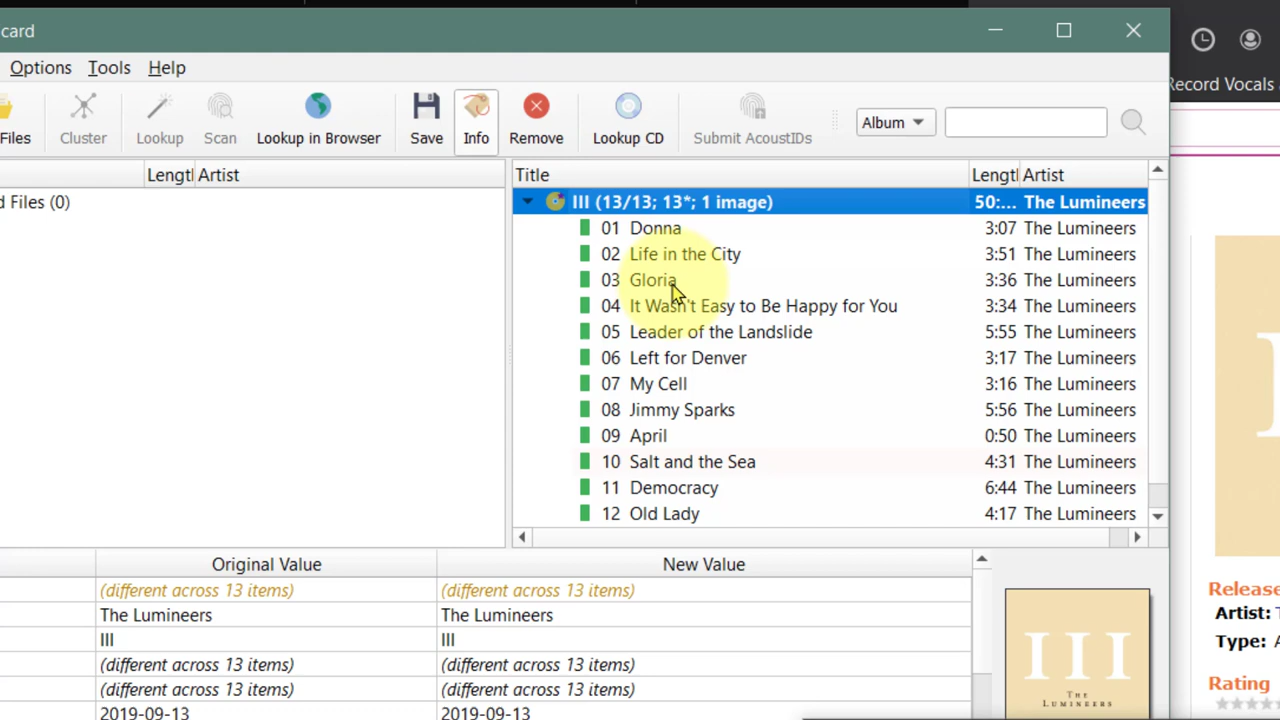 card
Options Tools Help
Record Vocals
Files Cluster Lookup Scan Lookup in Browser Save Info Remove Lookup CD Submit AcoustIDs Album
Length Artist
d Files (0)
Title Length Artist
III (13/13; 13*; 1 image) 50:... The Lumineers
01 Donna 3:07 The Lumineers
02 Life in the City 3:51 The Lumineers
03 Gloria 3:36 The Lumineers
04 It Wasn't Easy to Be Happy for You 3:34 The Lumineers
05 Leader of the Landslide 5:55 The Lumineers
06 Left for Denver 3:17 The Lumineers
07 My Cell 3:16 The Lumineers
08 Jimmy Sparks 5:56 The Lumineers
09 April 0:50 The Lumineers
10 Salt and the Sea 4:31 The Lumineers
11 Democracy 6:44 The Lumineers
12 Old Lady 4:17 The Lumineers
Original Value New Value
(different across 13 items) (different across 13 items)
The Lumineers The Lumineers
III III
(different across 13 items) (different across 13 items)
(different across 13 items) (different across 13 items)
2019-09-13 2019-09-13
III
THE
LUMINEERS
I
Release
Artist: T
Type: A
Rating